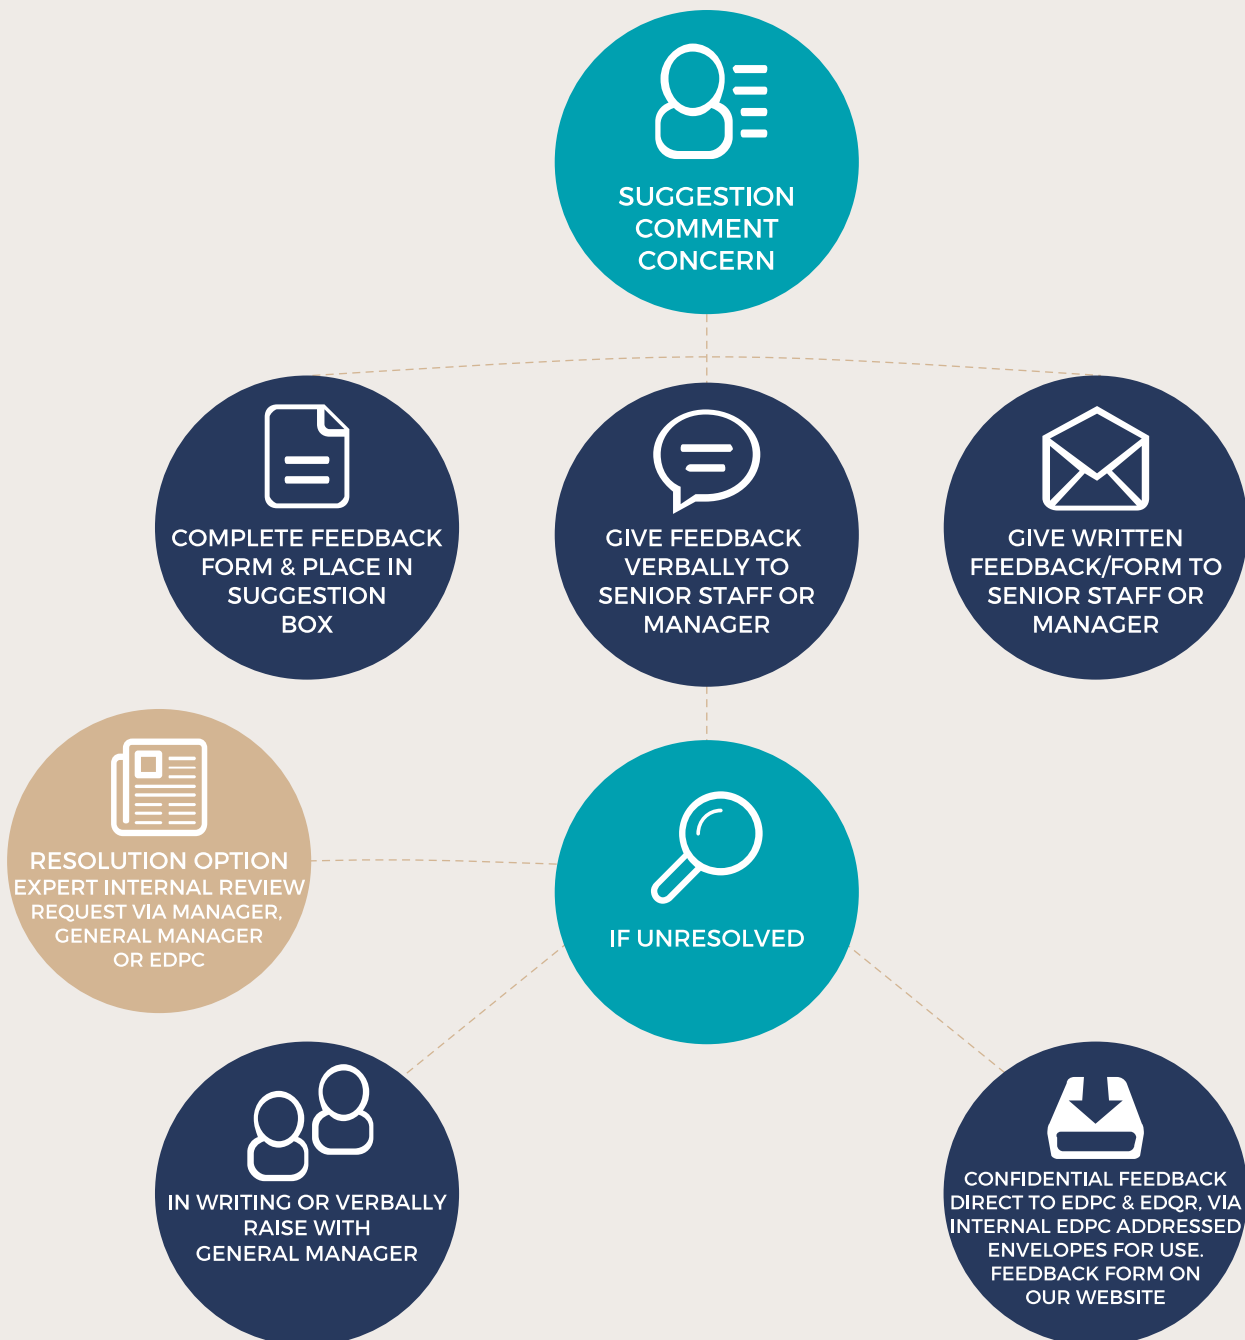 SUGGESTION
COMMENT
CONCERN
COMPLETE FEEDBACK
FORM & PLACE IN
SUGGESTION
BOX
GIVE FEEDBACK
VERBALLY TO
SENIOR STAFF OR
MANAGER
GIVE WRITTEN
FEEDBACK/FORM TO
SENIOR STAFF OR
MANAGER
RESOLUTION OPTION
EXPERT INTERNAL REVIEW
REQUEST VIA MANAGER,
GENERAL MANAGER
OR EDPC
IF UNRESOLVED
IN WRITING OR VERBALLY
RAISE WITH
GENERAL MANAGER
CONFIDENTIAL FEEDBACK
DIRECT TO EDPC & EDQR, VIA
INTERNAL EDPC ADDRESSED
ENVELOPES FOR USE.
FEEDBACK FORM ON
OUR WEBSITE